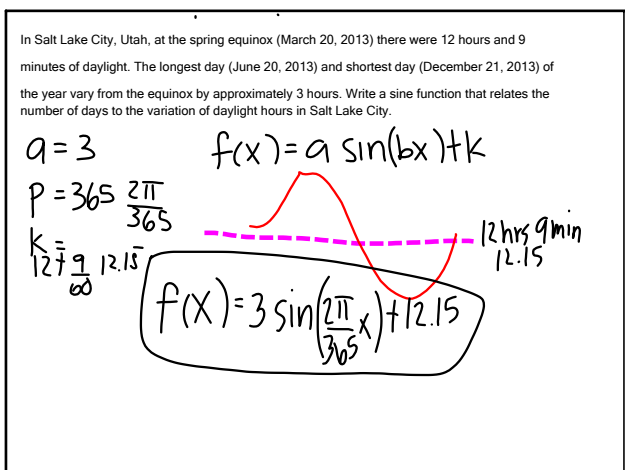 In Salt Lake City, Utah, at the spring equinox (March 20, 2013) there were 12 hours and 9
minutes of daylight. The longest day (June 20, 2013) and shortest day (December 21, 2013) of
the year vary from the equinox by approximately 3 hours. Write a sine function that relates the
number of days to the variation of daylight hours in Salt Lake City.
a = 3
f(x) = a sin(bx)+k
P = 365 2π/365
k =
12 + 9/60 12.15
12 hrs 9 min
12.15
f(x) = 3 sin(2π/365 x) + 12.15